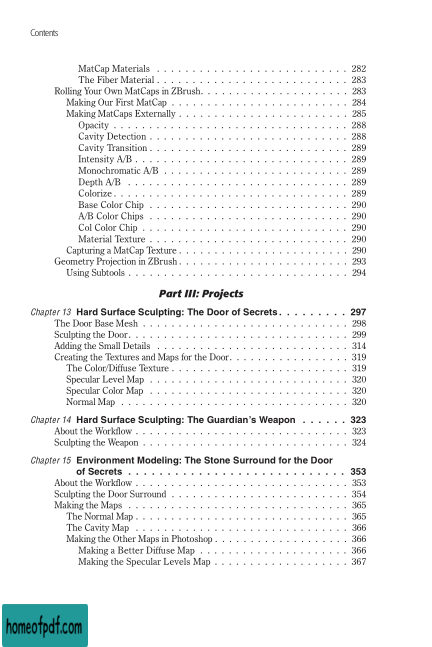 Contents
MatCap Materials . . . . . . . . . . . . . . . . . . . . . . . . . . . 282
The Fiber Material . . . . . . . . . . . . . . . . . . . . . . . . . . . 283
Rolling Your Own MatCaps in ZBrush. . . . . . . . . . . . . . . . . . . . . 283
Making Our First MatCap . . . . . . . . . . . . . . . . . . . . . . . . . 284
Making MatCaps Externally . . . . . . . . . . . . . . . . . . . . . . . . 285
Opacity . . . . . . . . . . . . . . . . . . . . . . . . . . . . . . . . . 288
Cavity Detection . . . . . . . . . . . . . . . . . . . . . . . . . . . . 288
Cavity Transition . . . . . . . . . . . . . . . . . . . . . . . . . . . . 289
Intensity A/B . . . . . . . . . . . . . . . . . . . . . . . . . . . . . . 289
Monochromatic A/B . . . . . . . . . . . . . . . . . . . . . . . . . . 289
Depth A/B . . . . . . . . . . . . . . . . . . . . . . . . . . . . . . . 289
Colorize . . . . . . . . . . . . . . . . . . . . . . . . . . . . . . . . . 289
Base Color Chip . . . . . . . . . . . . . . . . . . . . . . . . . . . . . 290
A/B Color Chips . . . . . . . . . . . . . . . . . . . . . . . . . . . . 290
Col Color Chip . . . . . . . . . . . . . . . . . . . . . . . . . . . . . 290
Material Texture . . . . . . . . . . . . . . . . . . . . . . . . . . . . 290
Capturing a MatCap Texture . . . . . . . . . . . . . . . . . . . . . . . . 290
Geometry Projection in ZBrush . . . . . . . . . . . . . . . . . . . . . . . . 293
Using Subtools . . . . . . . . . . . . . . . . . . . . . . . . . . . . . . . 294
Part III: Projects
Chapter 13 Hard Surface Sculpting: The Door of Secrets . . . . . . . . . 297
The Door Base Mesh . . . . . . . . . . . . . . . . . . . . . . . . . . . . . 298
Sculpting the Door. . . . . . . . . . . . . . . . . . . . . . . . . . . . . . . 299
Adding the Small Details . . . . . . . . . . . . . . . . . . . . . . . . . . . 314
Creating the Textures and Maps for the Door. . . . . . . . . . . . . . . . . 319
The Color/Diffuse Texture . . . . . . . . . . . . . . . . . . . . . . . . . 319
Specular Level Map . . . . . . . . . . . . . . . . . . . . . . . . . . . . 320
Specular Color Map . . . . . . . . . . . . . . . . . . . . . . . . . . . . 320
Normal Map . . . . . . . . . . . . . . . . . . . . . . . . . . . . . . . . 320
Chapter 14 Hard Surface Sculpting: The Guardian's Weapon . . . . . . 323
About the Workflow . . . . . . . . . . . . . . . . . . . . . . . . . . . . . . 323
Sculpting the Weapon . . . . . . . . . . . . . . . . . . . . . . . . . . . . . 324
Chapter 15 Environment Modeling: The Stone Surround for the Door
of Secrets . . . . . . . . . . . . . . . . . . . . . . . . . . . . 353
About the Workflow . . . . . . . . . . . . . . . . . . . . . . . . . . . . . . 353
Sculpting the Door Surround . . . . . . . . . . . . . . . . . . . . . . . . . 354
Making the Maps . . . . . . . . . . . . . . . . . . . . . . . . . . . . . . . 365
The Normal Map . . . . . . . . . . . . . . . . . . . . . . . . . . . . . . 365
The Cavity Map . . . . . . . . . . . . . . . . . . . . . . . . . . . . . . 366
Making the Other Maps in Photoshop . . . . . . . . . . . . . . . . . . . 366
Making a Better Diffuse Map . . . . . . . . . . . . . . . . . . . . . 366
Making the Specular Levels Map . . . . . . . . . . . . . . . . . . . 367
homeofpdf.com